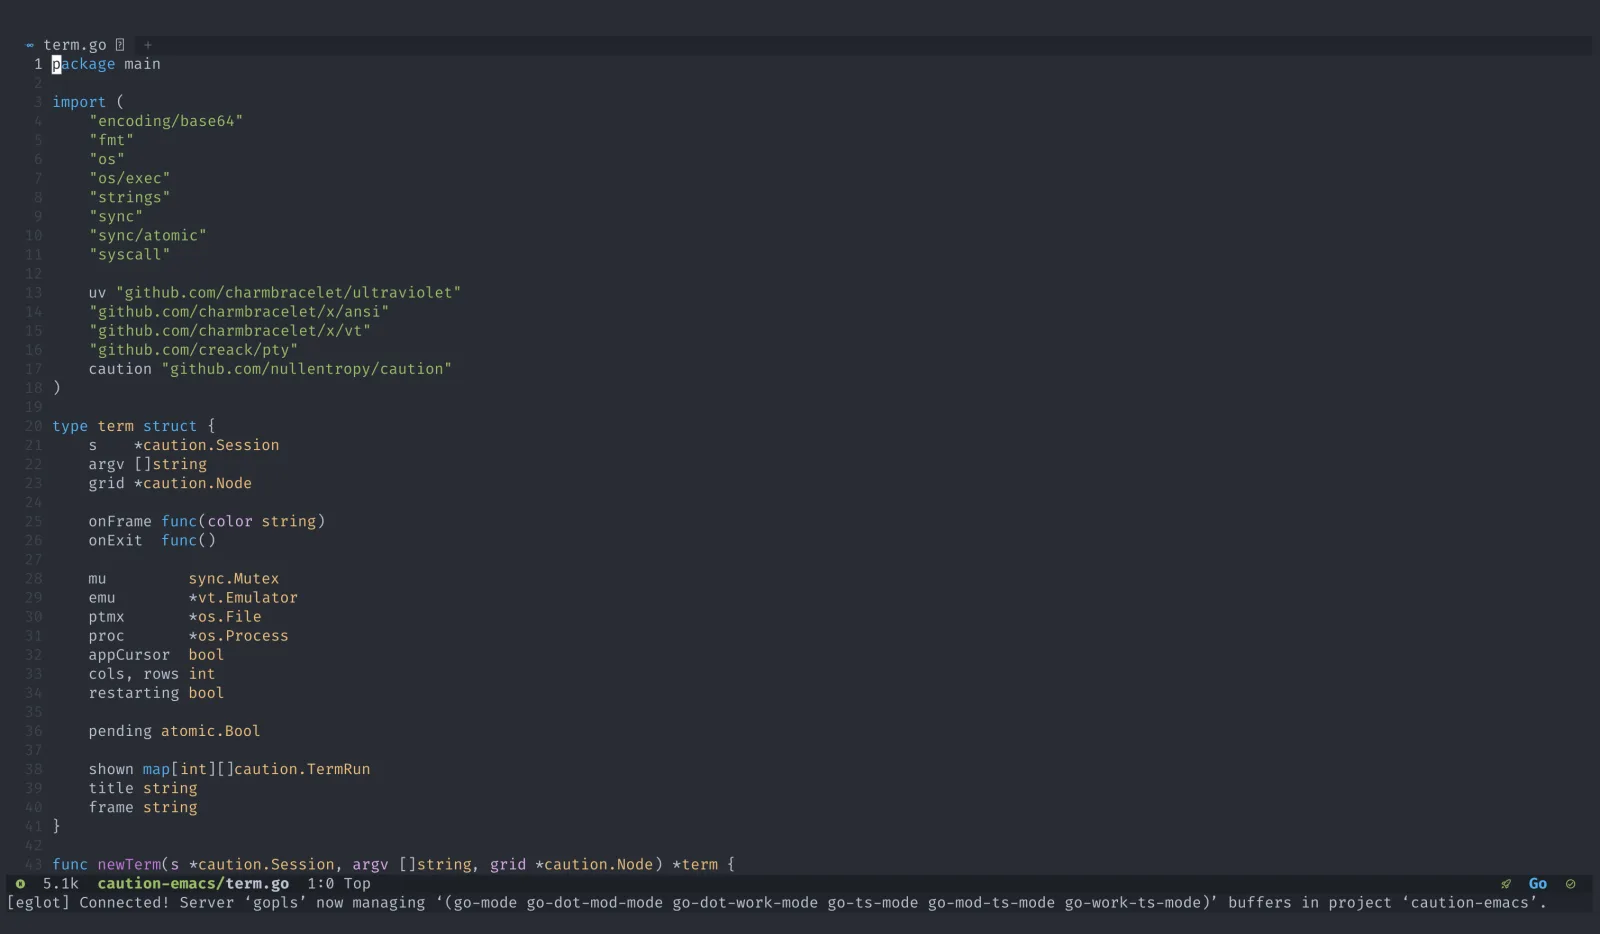 term.go +
1 package main
2
3 import (
4 "encoding/base64"
5 "fmt"
6 "os"
7 "os/exec"
8 "strings"
9 "sync"
10 "sync/atomic"
11 "syscall"
12
13 uv "github.com/charmbracelet/ultraviolet"
14 "github.com/charmbracelet/x/ansi"
15 "github.com/charmbracelet/x/vt"
16 "github.com/creack/pty"
17 caution "github.com/nullentropy/caution"
18 )
19
20 type term struct {
21 s *caution.Session
22 argv []string
23 grid *caution.Node
24
25 onFrame func(color string)
26 onExit func()
27
28 mu sync.Mutex
29 emu *vt.Emulator
30 ptmx *os.File
31 proc *os.Process
32 appCursor bool
33 cols, rows int
34 restarting bool
35
36 pending atomic.Bool
37
38 shown map[int][]caution.TermRun
39 title string
40 frame string
41 }
42
43 func newTerm(s *caution.Session, argv []string, grid *caution.Node) *term {
5.1k caution-emacs/term.go 1:0 Top Go
[eglot] Connected! Server ‘gopls’ now managing ‘(go-mode go-dot-mod-mode go-dot-work-mode go-ts-mode go-mod-ts-mode go-work-ts-mode)’ buffers in project ‘caution-emacs’.